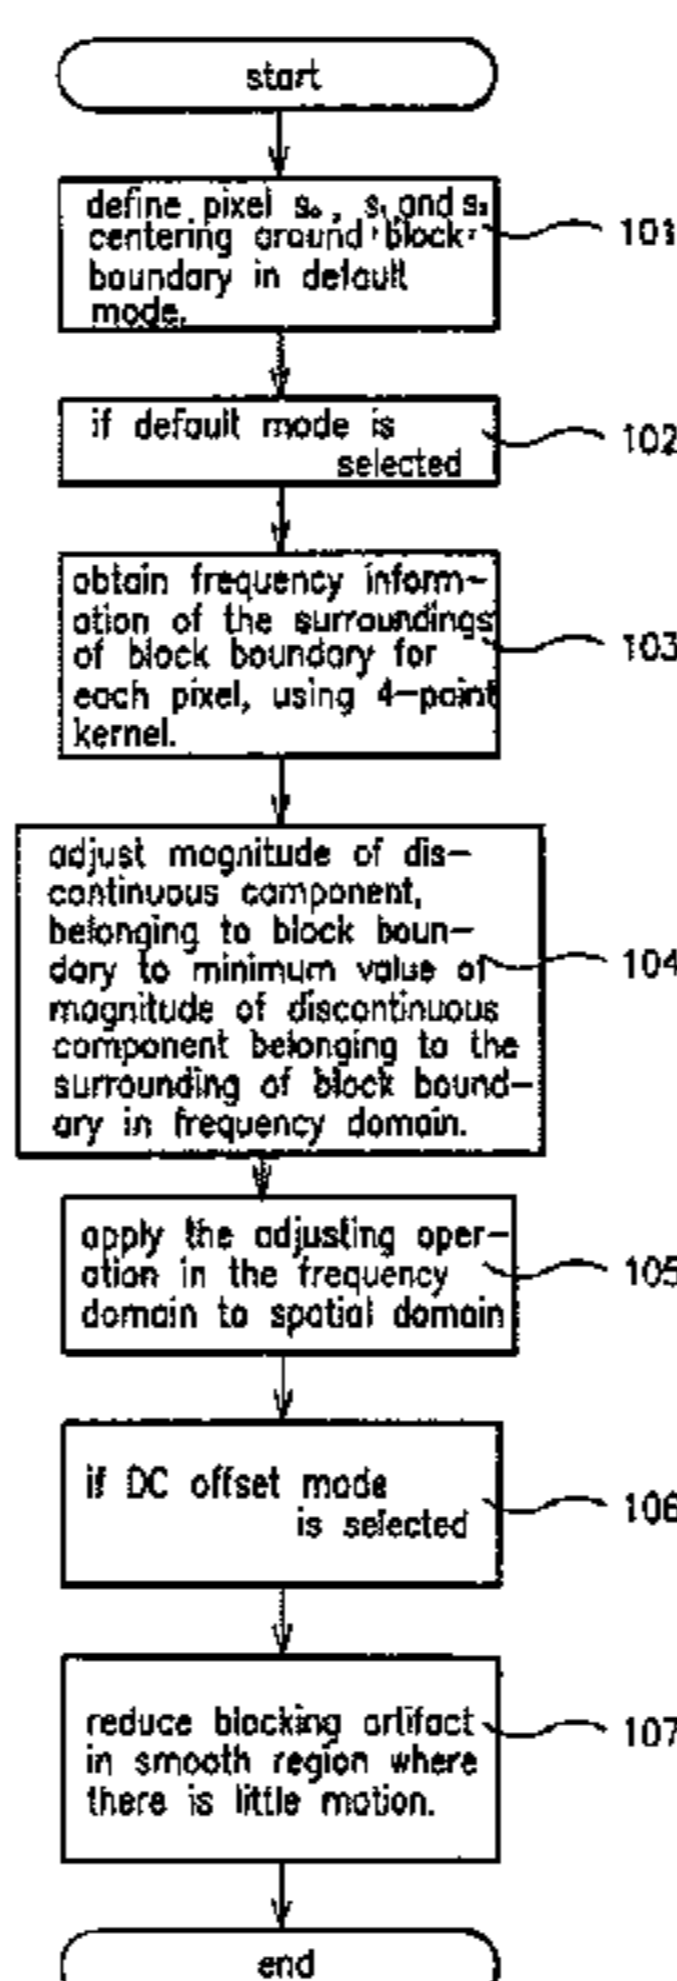 start
define pixel s₀, s₁, and s₂
centering around block
boundary in default
mode.
101
if default mode is
selected
102
obtain frequency inform-
ation of the surroundings
of block boundary for
each pixel, using 4-point
kernel.
103
adjust magnitude of dis-
continuous component,
belonging to block boun-
dary to minimum value of
magnitude of discontinuous
component belonging to the
surrounding of block bound-
ary in frequency domain.
104
apply the adjusting oper-
ation in the frequency
domain to spatial domain
105
if DC offset mode
is selected
106
reduce blocking artifact
in smooth region where
there is little motion.
107
end